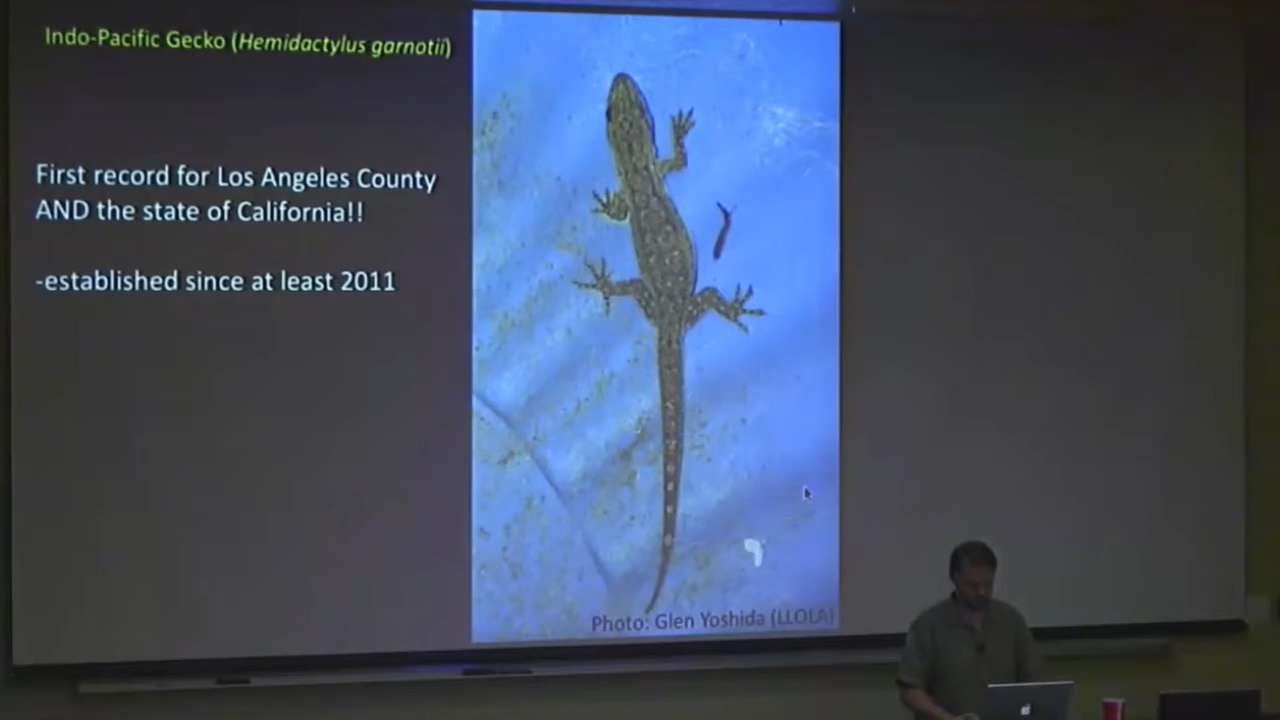 Indo-Pacific Gecko (Hemidactylus garnotii)
First record for Los Angeles County
AND the state of California!!
-established since at least 2011
Photo: Glen Yoshida (LLOLA)